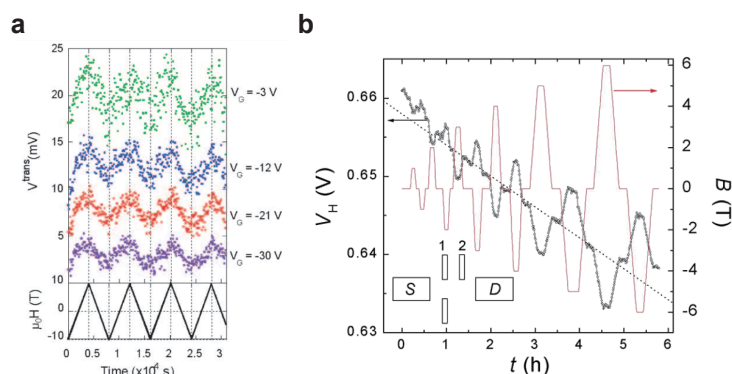 a
25
20
15
10
5
10
0
-10
V^trans(mV)
μ₀H (T)
V_G = -3 V
V_G = -12 V
V_G = -21 V
V_G = -30 V
0 0.5 1 1.5 2 2.5 3
Time (x10⁴ s)
b
0.66
0.65
0.64
0.63
V_H (V)
1 2
S D
6
4
2
0
-2
-4
-6
B (T)
0 1 2 3 4 5 6
t (h)